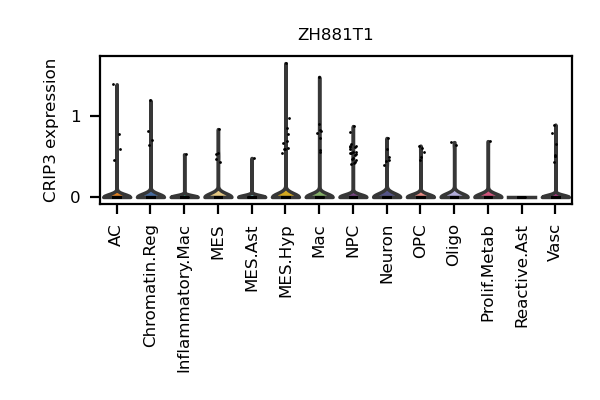 ZH881T1
CRIP3 expression
1
0
AC
Chromatin.Reg
Inflammatory.Mac
MES
MES.Ast
MES.Hyp
Mac
NPC
Neuron
OPC
Oligo
Prolif.Metab
Reactive.Ast
Vasc